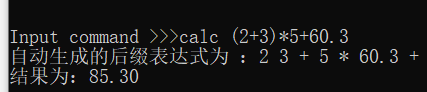 Input command >>>calc (2+3)*5+60.3
自动生成的后缀表达式为 ：2 3 + 5 * 60.3 +
结果为：85.30